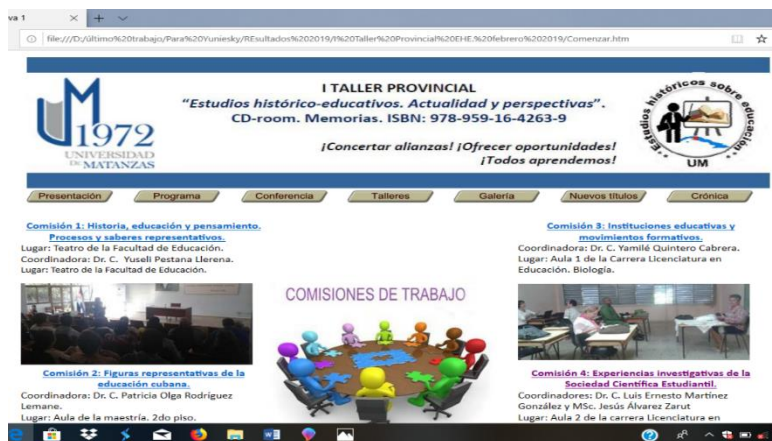 va 1
file:///D:/último%20trabajo/Para%20Yuniesky/REsultados%202019/I%20Taller%20Provincial%20EHE.%20febrero%202019/Comenzar.htm
I TALLER PROVINCIAL
“Estudios histórico-educativos. Actualidad y perspectivas”.
CD-room. Memorias. ISBN: 978-959-16-4263-9
¡Concertar alianzas! ¡Ofrecer oportunidades!
¡Todos aprendemos!
UM
1972
UNIVERSIDAD
DE MATANZAS
"Estudios históricos sobre educación"
UM
Presentación
Programa
Conferencia
Talleres
Galería
Nuevos títulos
Crónica
Comisión 1: Historia, educación y pensamiento.
Procesos y saberes representativos.
Lugar: Teatro de la Facultad de Educación.
Coordinadora: Dr. C. Yuseli Pestana Llerena.
Lugar: Teatro de la Facultad de Educación.
COMISIONES DE TRABAJO
Comisión 2: Figuras representativas de la
educación cubana.
Coordinadora: Dr. C. Patricia Olga Rodríguez
Lemane.
Lugar: Aula de la maestría. 2do piso.
Comisión 3: Instituciones educativas y
movimientos formativos.
Coordinadora: Dr. C. Yamilé Quintero Cabrera.
Lugar: Aula 1 de la Carrera Licenciatura en
Educación. Biología.
Comisión 4: Experiencias investigativas de la
Sociedad Científica Estudiantil.
Coordinadores: Dr. C. Luis Ernesto Martínez
González y MSc. Jesús Álvarez Zarut
Lugar: Aula 2 de la carrera Licenciatura en